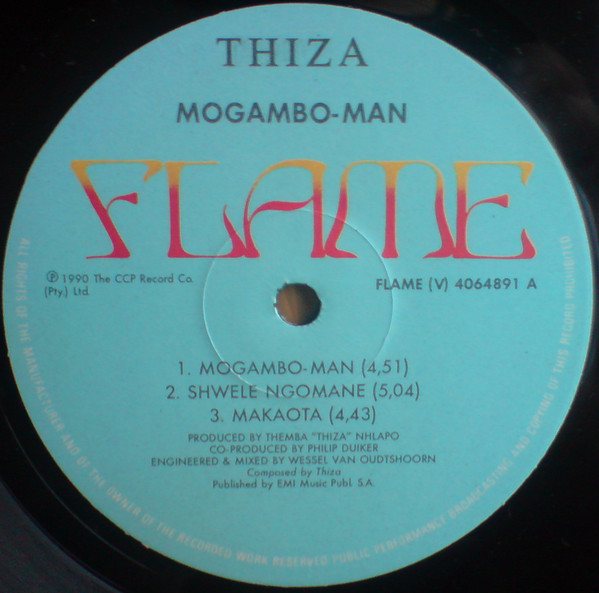 THIZA
MOGAMBO-MAN
FLAME
℗ 1990 The CCP Record Co.
(Pty.) Ltd.
FLAME (V) 4064891 A
1. MOGAMBO-MAN (4,51)
2. SHWELE NGOMANE (5,04)
3. MAKAOTA (4,43)
PRODUCED BY THEMBA "THIZA" NHLAPO
CO-PRODUCED BY PHILIP DUIKER
ENGINEERED & MIXED BY WESSEL VAN OUDTSHOORN
Composed by Thiza
Published by EMI Music Publ. S.A.
ALL RIGHTS OF THE MANUFACTURER AND OF THE OWNER OF THE RECORDED WORK RESERVED PUBLIC PERFORMANCE BROADCASTING AND COPYING OF THIS RECORD PROHIBITED